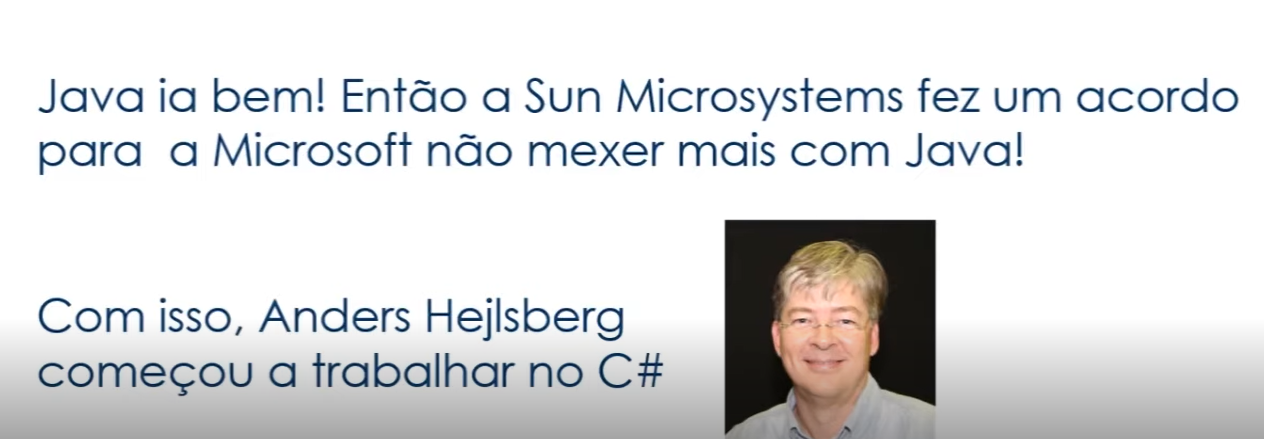 Java ia bem! Então a Sun Microsystems fez um acordo
para a Microsoft não mexer mais com Java!
Com isso, Anders Hejlsberg
começou a trabalhar no C#